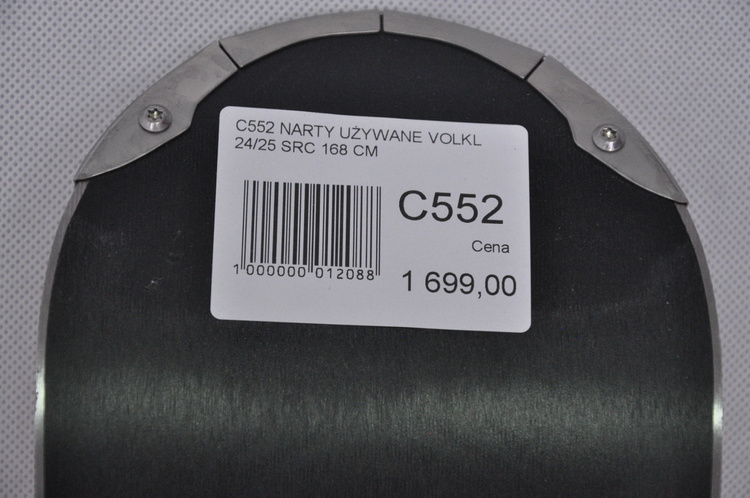 C552 NARTY UŻYWANE VOLKL
24/25 SRC 168 CM
C552
Cena
1 699,00
1 000000 012088